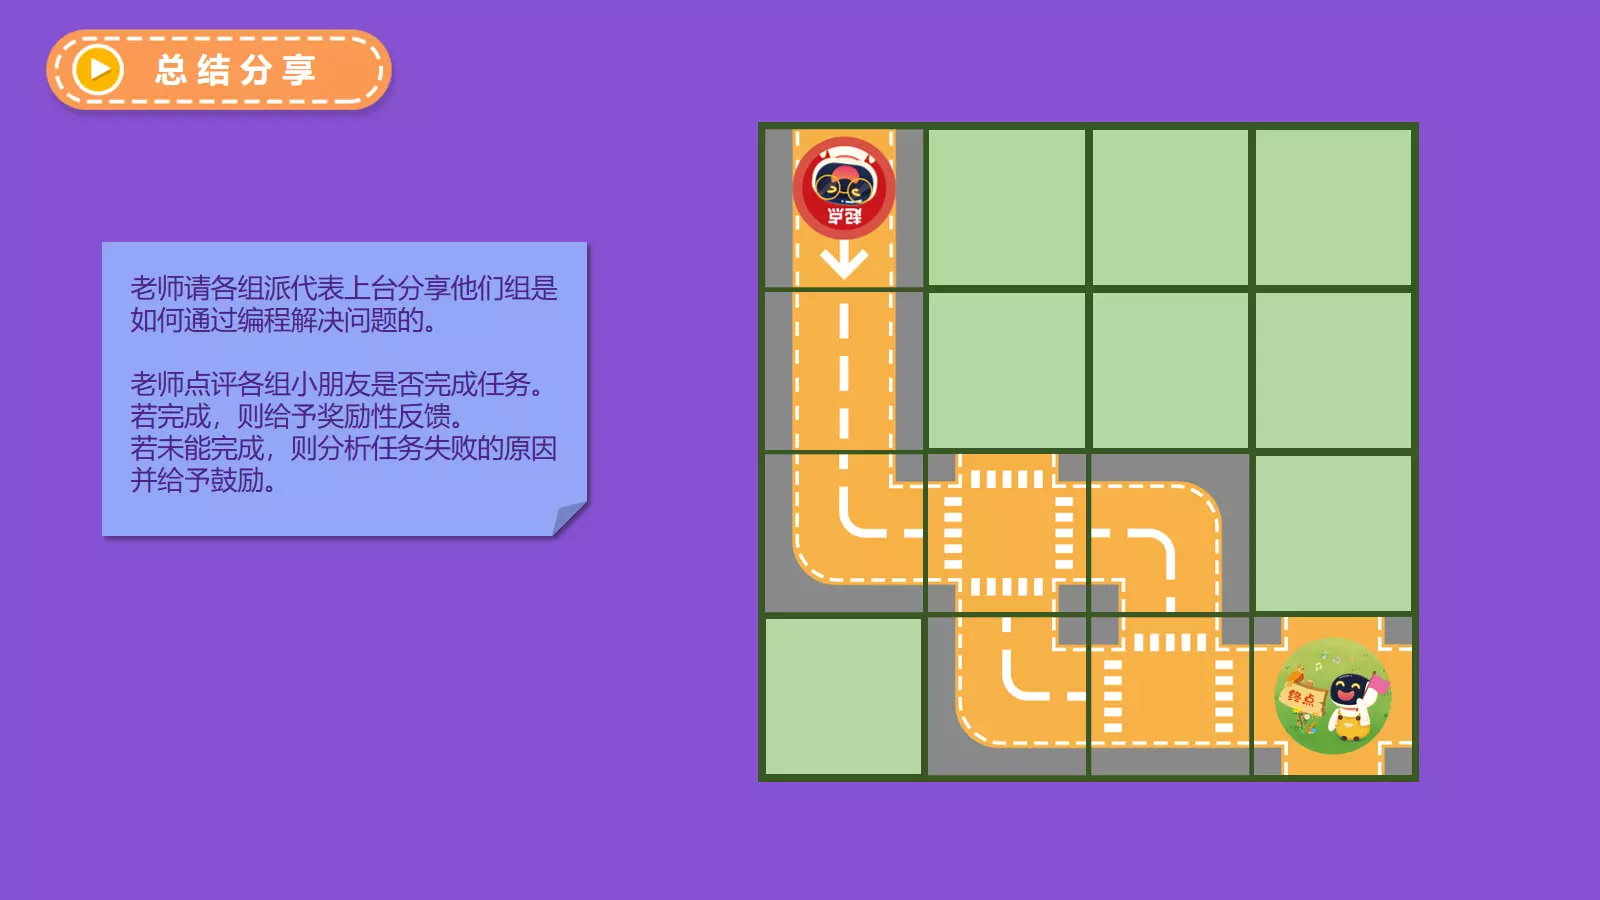 总结分享
老师请各组派代表上台分享他们组是
如何通过编程解决问题的。
老师点评各组小朋友是否完成任务。
若完成，则给予奖励性反馈。
若未能完成，则分析任务失败的原因
并给予鼓励。
起点
终点